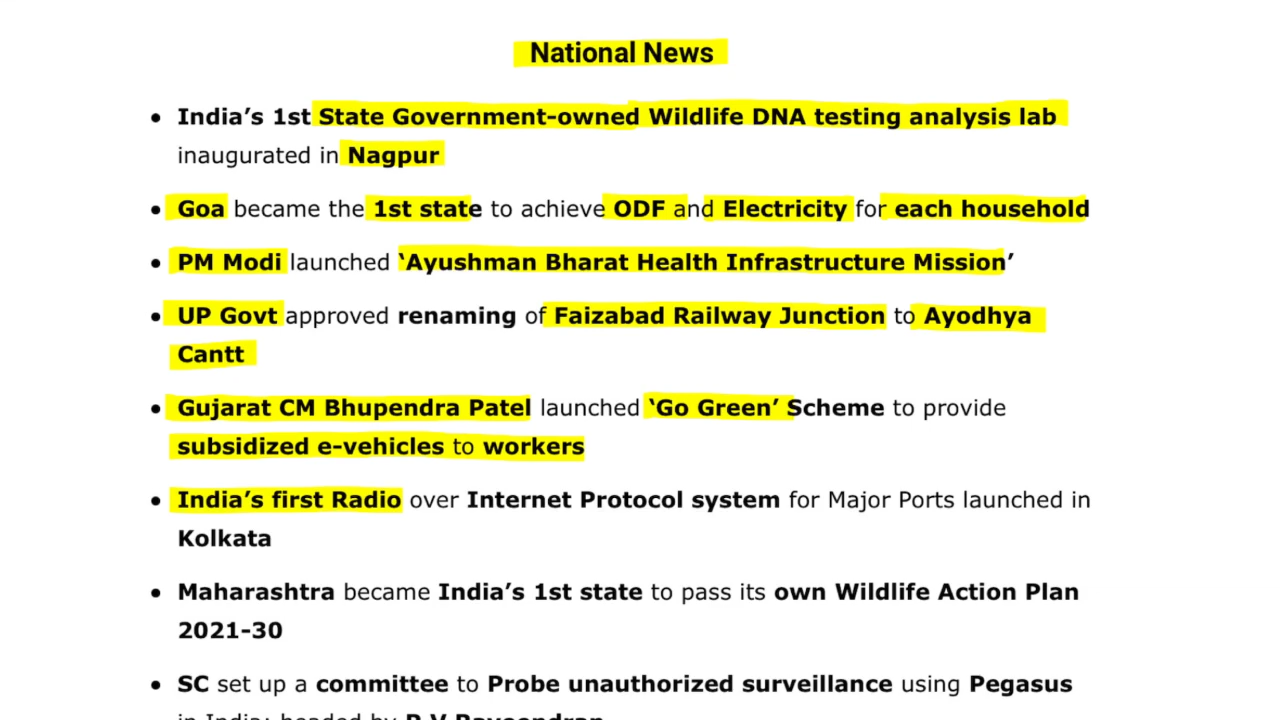 National News
• India’s 1st State Government-owned Wildlife DNA testing analysis lab
inaugurated in Nagpur
• Goa became the 1st state to achieve ODF and Electricity for each household
• PM Modi launched ‘Ayushman Bharat Health Infrastructure Mission’
• UP Govt approved renaming of Faizabad Railway Junction to Ayodhya
Cantt
• Gujarat CM Bhupendra Patel launched ‘Go Green’ Scheme to provide
subsidized e-vehicles to workers
• India’s first Radio over Internet Protocol system for Major Ports launched in
Kolkata
• Maharashtra became India’s 1st state to pass its own Wildlife Action Plan
2021-30
• SC set up a committee to Probe unauthorized surveillance using Pegasus
in India; headed by R V Raveendran